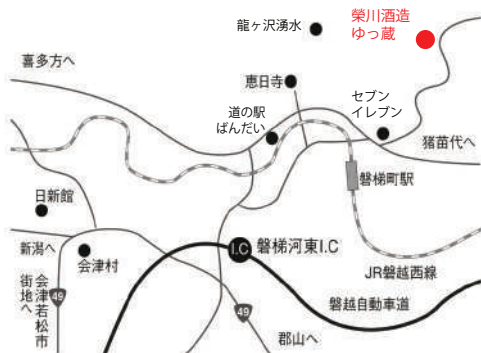 榮川酒造
ゆっ蔵
龍ヶ沢湧水
喜多方へ
恵日寺
セブン
イレブン
道の駅
ばんだい
猪苗代へ
磐梯町駅
日新館
新潟へ
会津村
I.C
磐梯河東I.C
JR磐越西線
会津若松市
街地へ
49
磐越自動車道
49
郡山へ